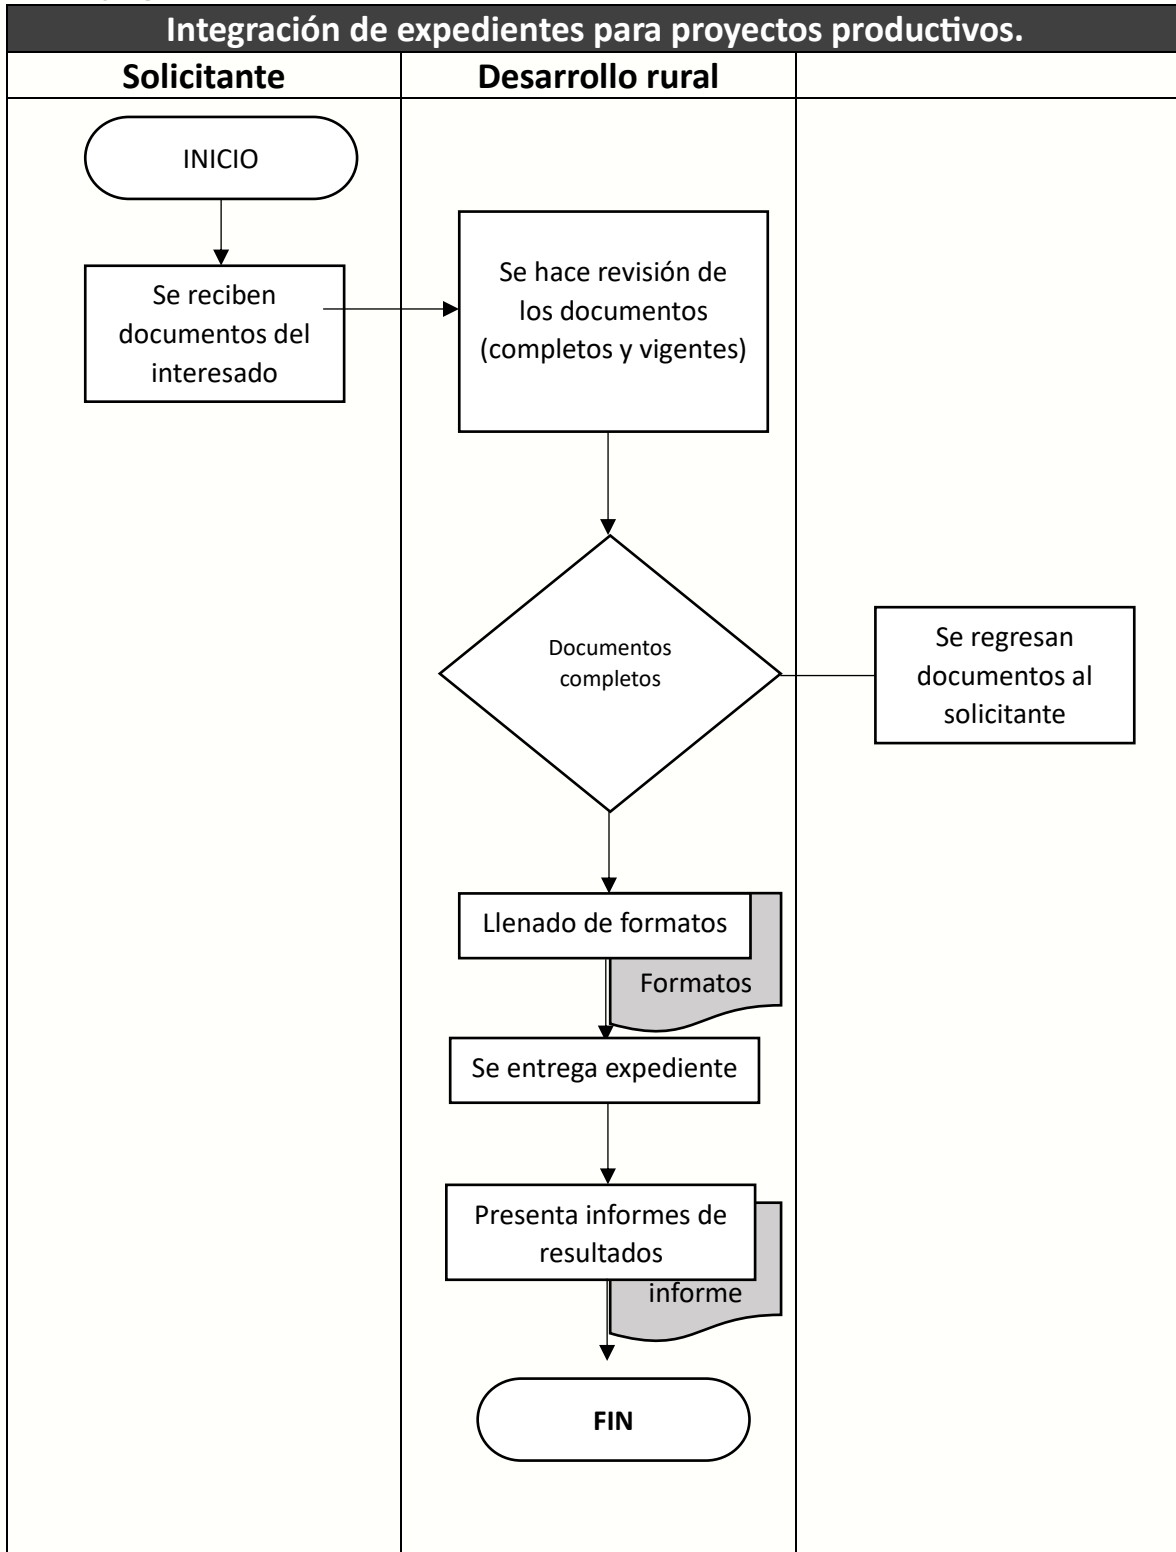 Integración de expedientes para proyectos productivos.
Solicitante
Desarrollo rural
INICIO
Se reciben
documentos del
interesado
Se hace revisión de
los documentos
(completos y vigentes)
Documentos
completos
Se regresan
documentos al
solicitante
Llenado de formatos
Formatos
Se entrega expediente
Presenta informes de
resultados
informe
FIN